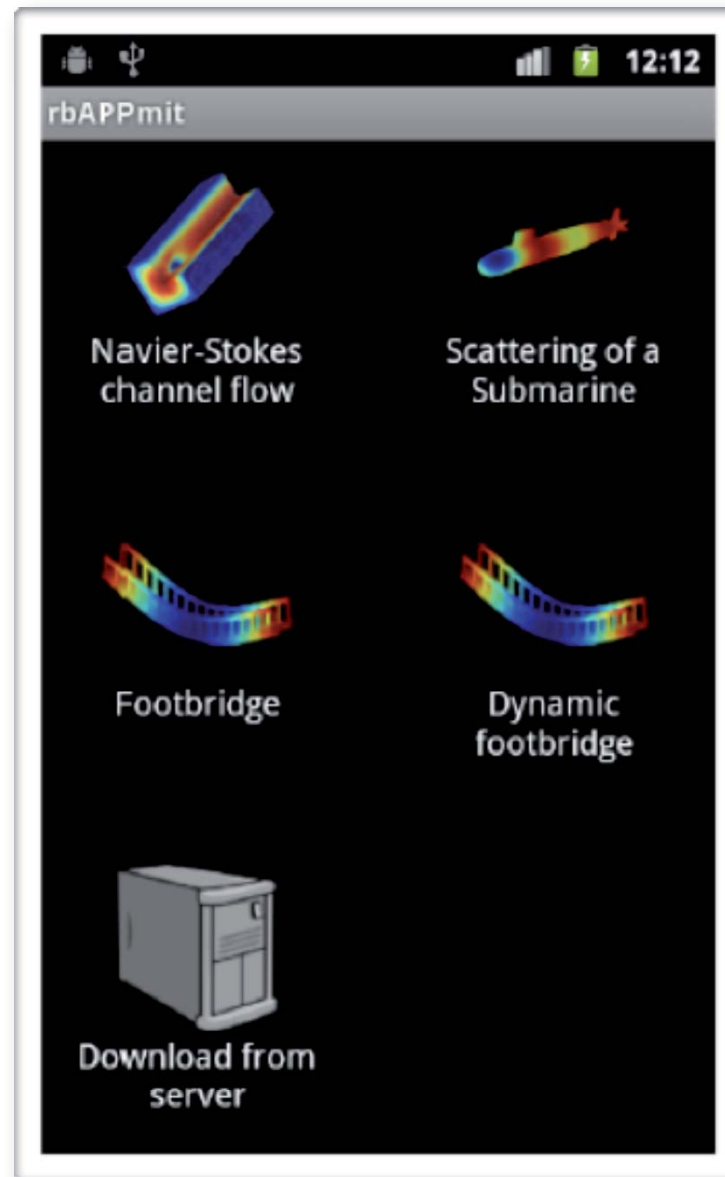 12:12
rbAPPmit
Navier-Stokes
channel flow
Scattering of a
Submarine
Footbridge
Dynamic
footbridge
Download from
server